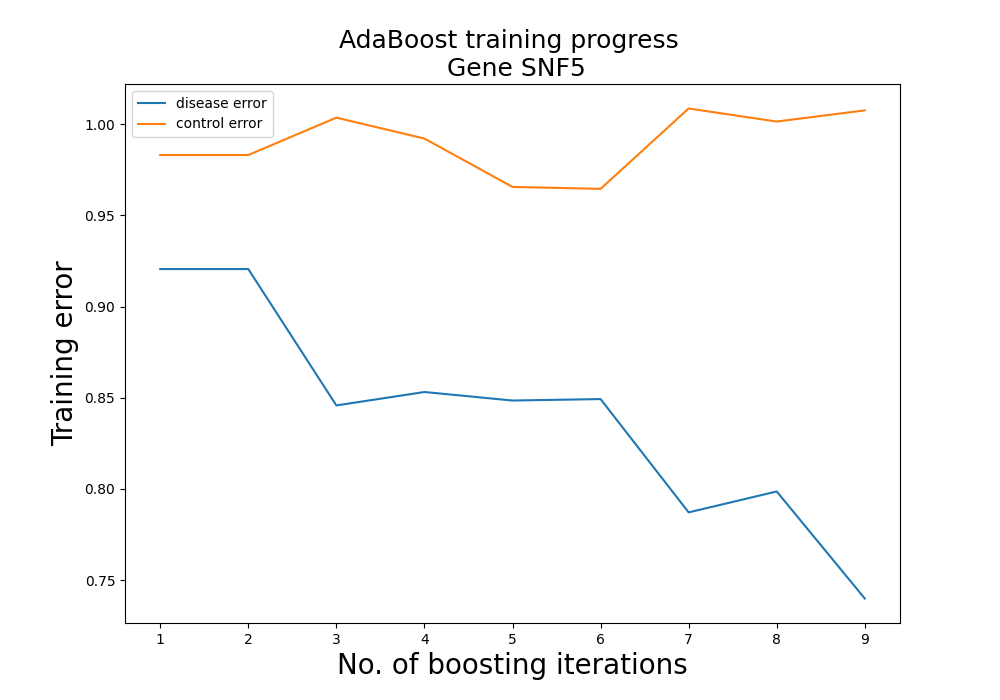 AdaBoost training progress
Gene SNF5
disease error
control error
1.00
0.95
0.90
0.85
0.80
0.75
Training error
1 2 3 4 5 6 7 8 9
No. of boosting iterations